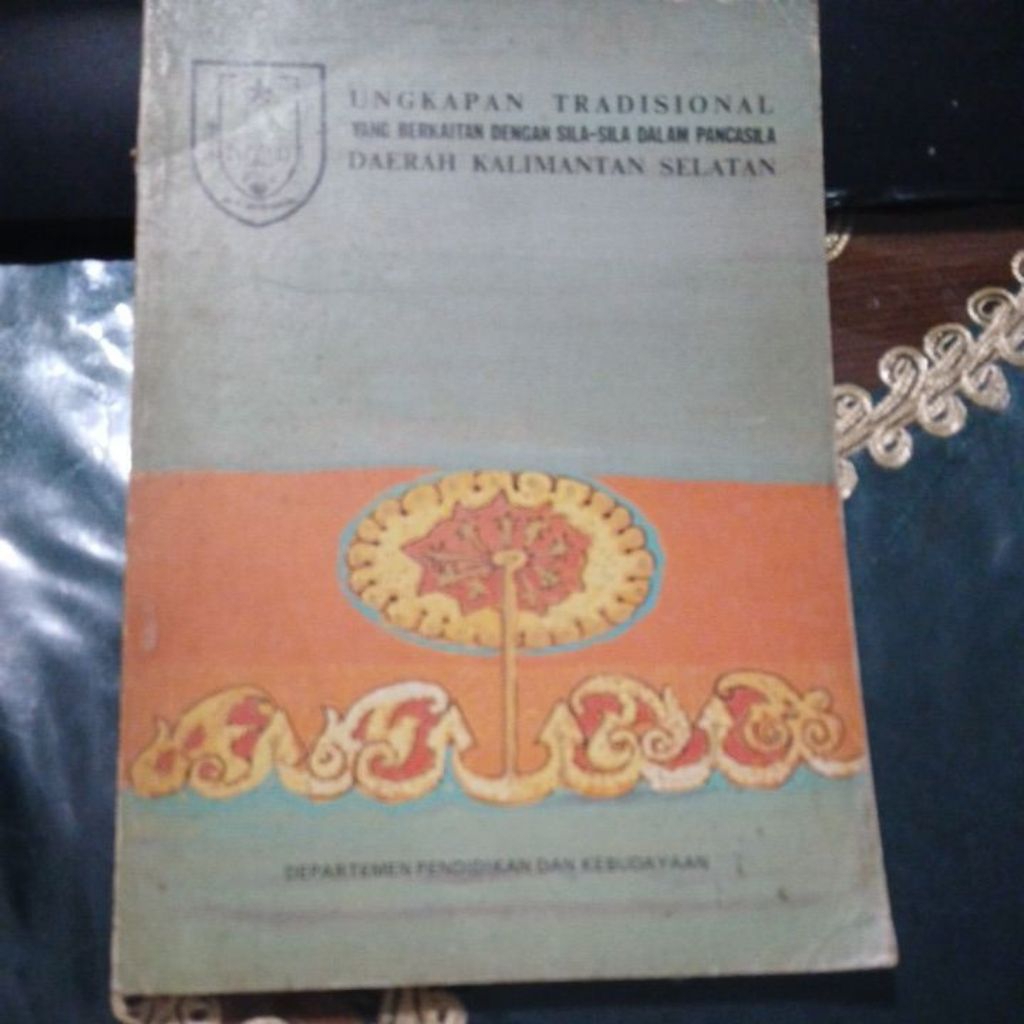 UNGKAPAN TRADISIONAL
YANG BERKAITAN DENGAN SILA-SILA DALAM PANCASILA
DAERAH KALIMANTAN SELATAN
DEPARTEMEN PENDIDIKAN DAN KEBUDAYAAN